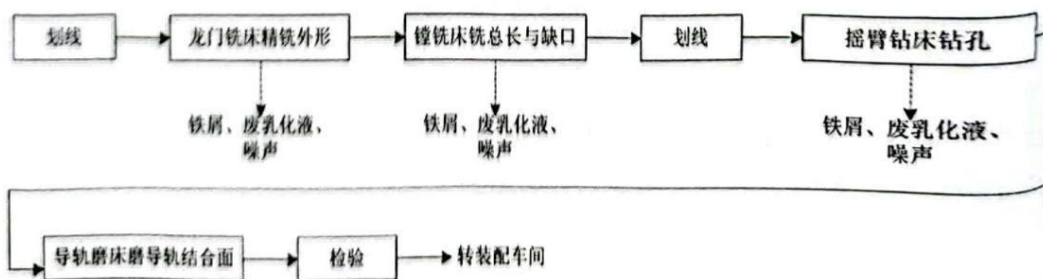 划线
龙门铣床精铣外形
镗铣床铣总长与缺口
划线
摇臂钻床钻孔
铁屑、废乳化液、
噪声
铁屑、废乳化液、
噪声
铁屑、废乳化液、
噪声
导轨磨床磨导轨结合面
检验
转装配车间